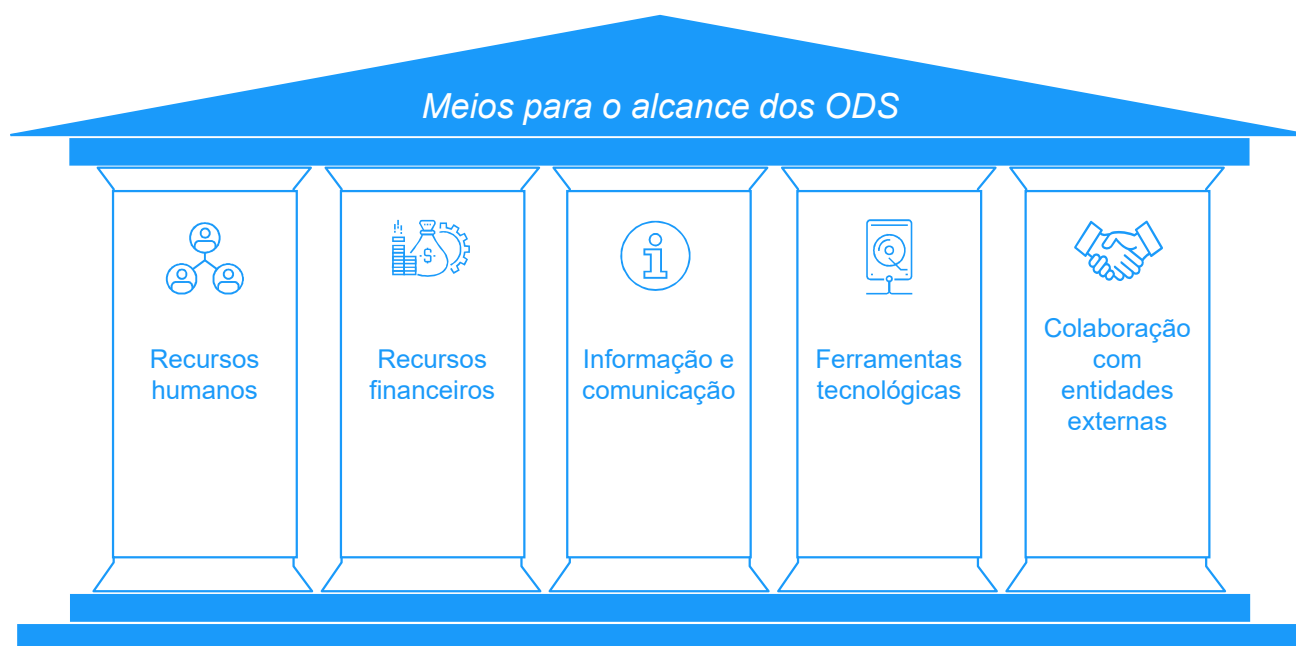 Meios para o alcance dos ODS
Recursos
humanos
Recursos
financeiros
Informação e
comunicação
Ferramentas
tecnológicas
Colaboração
com
entidades
externas